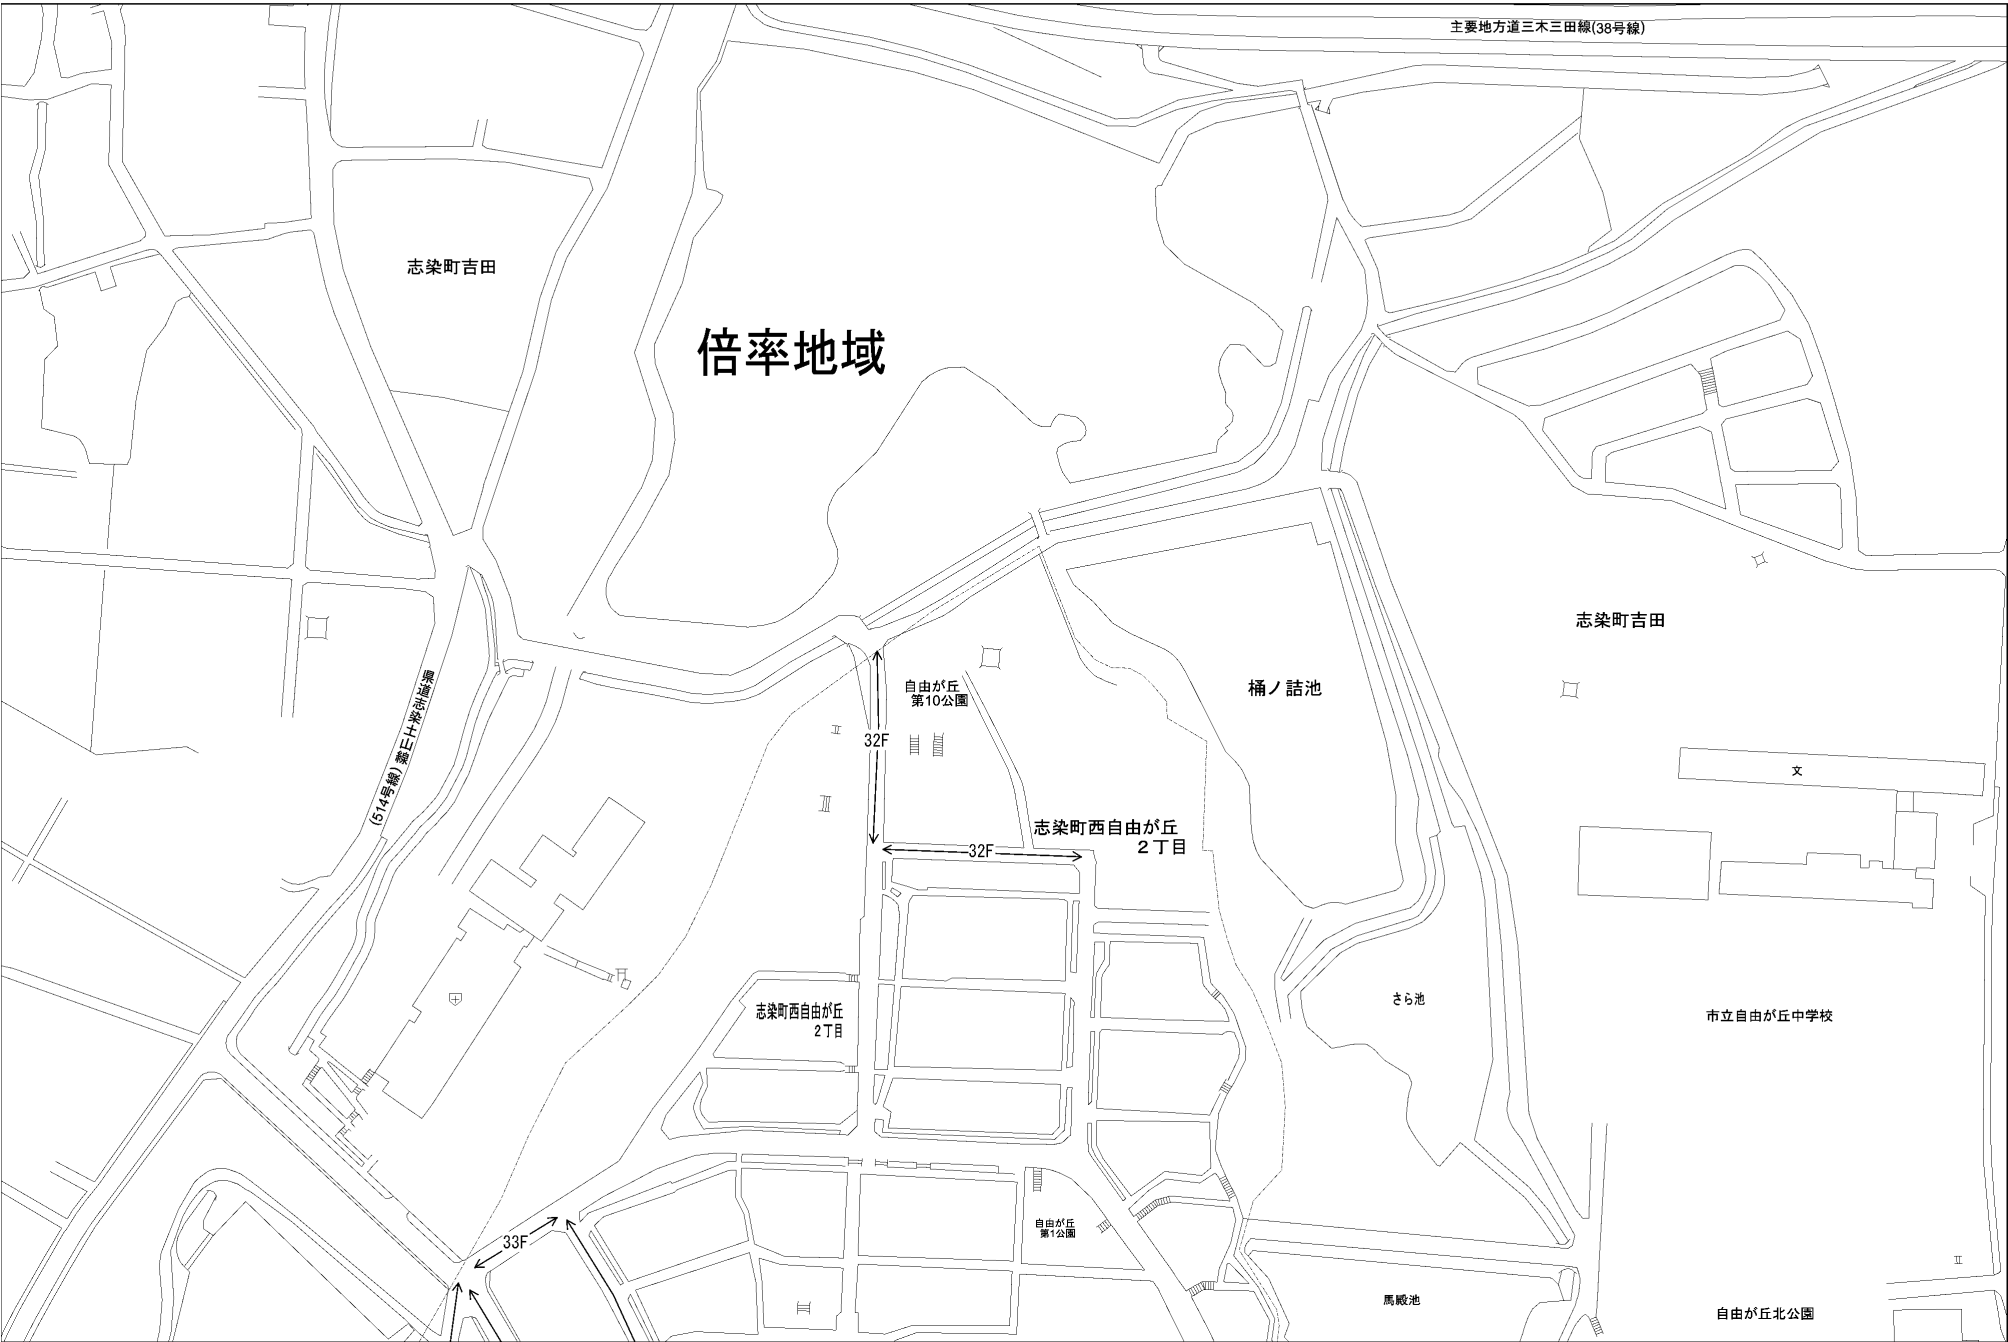 主要地方道三木三田線(38号線)
志染町吉田
倍率地域
志染町吉田
県道志染土山線
(514号線)
自由が丘
第10公園
桶ノ詰池
32F
文
志染町西自由が丘
2丁目
32F
志染町西自由が丘
2丁目
さら池
市立自由が丘中学校
自由が丘
第1公園
33F
馬殿池
自由が丘北公園